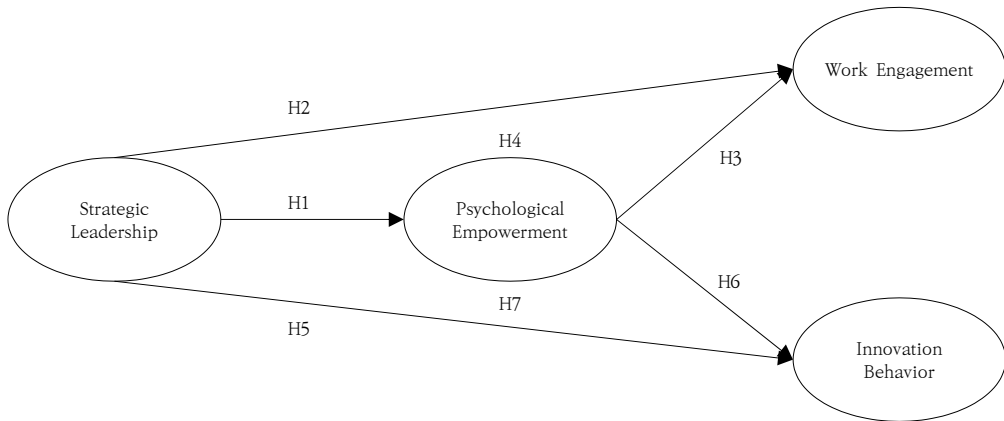 Work Engagement
H2
H4
H3
Strategic
Leadership
H1
Psychological
Empowerment
H6
H7
H5
Innovation
Behavior